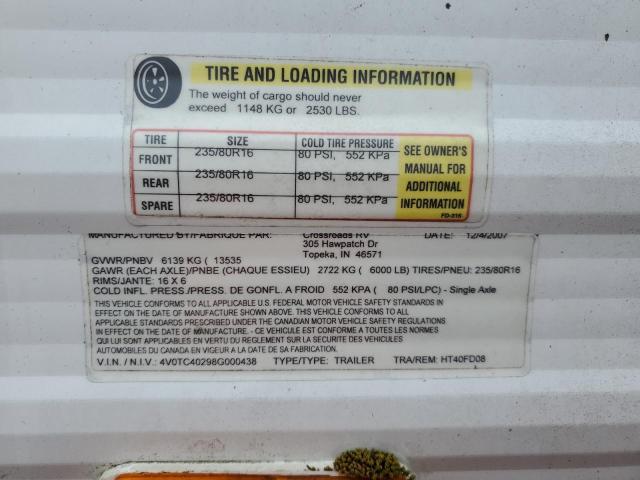 TIRE AND LOADING INFORMATION
The weight of cargo should never
exceed 1148 KG or 2530 LBS.
TIRE SIZE COLD TIRE PRESSURE
FRONT 235/80R16 80 PSI, 552 KPa
REAR 235/80R16 80 PSI, 552 KPa
SPARE 235/80R16 80 PSI, 552 KPa
SEE OWNER'S
MANUAL FOR
ADDITIONAL
INFORMATION
FD-316
MANUFACTURED BY/FABRIQUE PAR: Crossroads RV DATE: 12/4/2007
305 Hawpatch Dr
Topeka, IN 46571
GVWR/PNBV 6139 KG ( 13535
GAWR (EACH AXLE)/PNBE (CHAQUE ESSIEU) 2722 KG ( 6000 LB) TIRES/PNEU: 235/80R16
RIMS/JANTE: 16 X 6
COLD INFL. PRESS./PRESS. DE GONFL. A FROID 552 KPA ( 80 PSI/LPC) - Single Axle
THIS VEHICLE CONFORMS TO ALL APPLICABLE U.S. FEDERAL MOTOR VEHICLE SAFETY STANDARDS IN
EFFECT ON THE DATE OF MANUFACTURE SHOWN ABOVE. THIS VEHICLE CONFORMS TO ALL
APPLICABLE STANDARDS PRESCRIBED UNDER THE CANADIAN MOTOR VEHICLE SAFETY REGULATIONS
IN EFFECT ON THE DATE OF MANUFACTURE. - CE VEHICULE EST CONFORME A TOUTES LES NORMES
QUI LUI SONT APPLICABLES EN VERTU DU REGLEMENT SUR LA SECURITE DES VEHICULES
AUTOMOBILES DU CANADA EN VIGEUR A LA DATE DE SA FABRICATION
V.I.N. / N.I.V.: 4V0TC40298G000438 TYPE/TYPE: TRAILER TRA/REM: HT40FD08